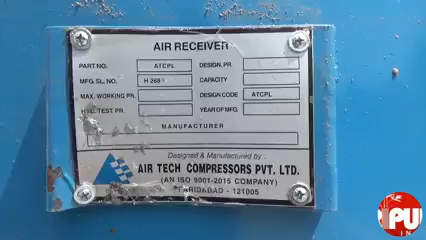 AIR RECEIVER
PART NO. ATCPL DESIGN. PR.
MFG. SL. NO. H 268 CAPACITY
MAX. WORKING PR. DESIGN CODE ATCPL
HYD. TEST PR. YEAR OF MFG.
MANUFACTURER
Designed & Manufactured by :
AIR TECH COMPRESSORS PVT. LTD.
(AN ISO 9001-2015 COMPANY)
FARIDABAD - 121005
PU
IN